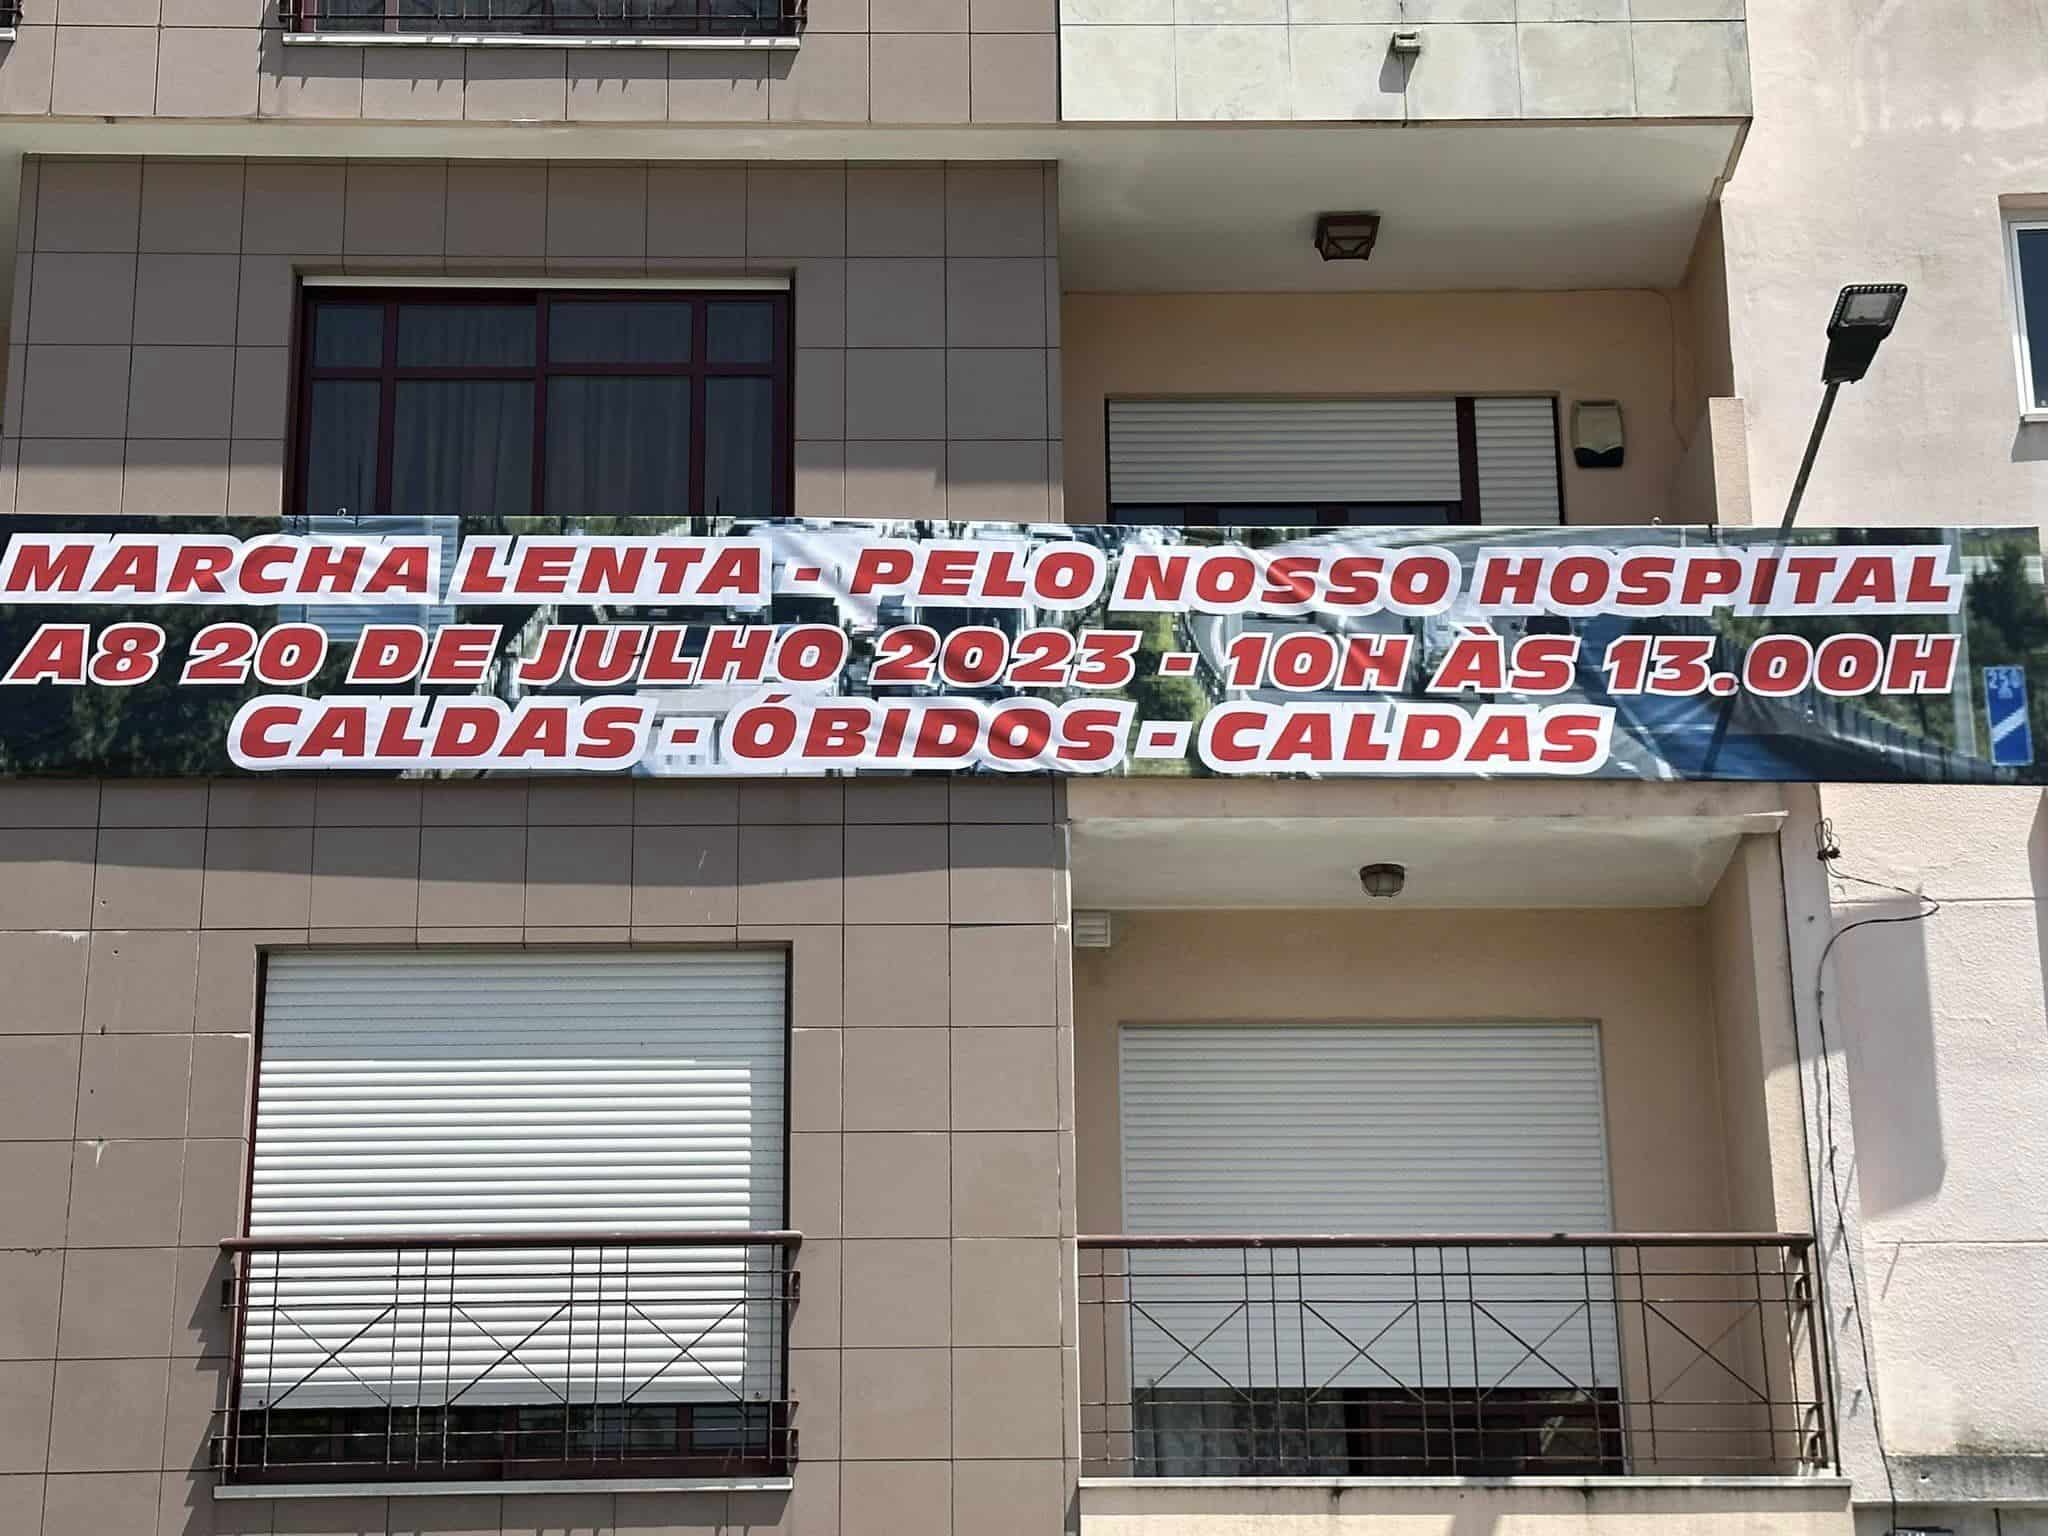 MARCHA LENTA - PELO NOSSO HOSPITAL
A8 20 DE JULHO 2023 - 10H ÀS 13.00H
CALDAS - ÓBIDOS - CALDAS